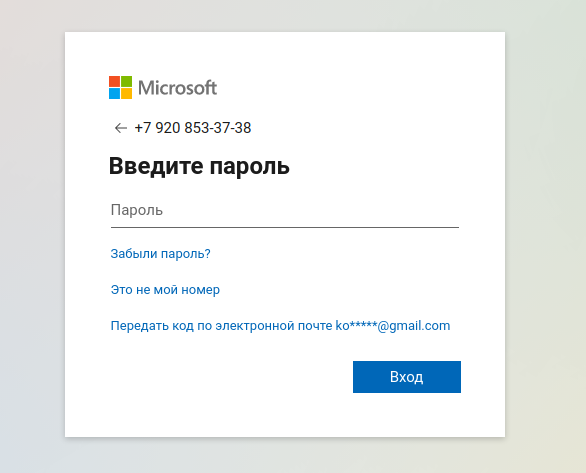 Microsoft
← +7 920 853-37-38
Введите пароль
Пароль
Забыли пароль?
Это не мой номер
Передать код по электронной почте ko*****@gmail.com
Вход